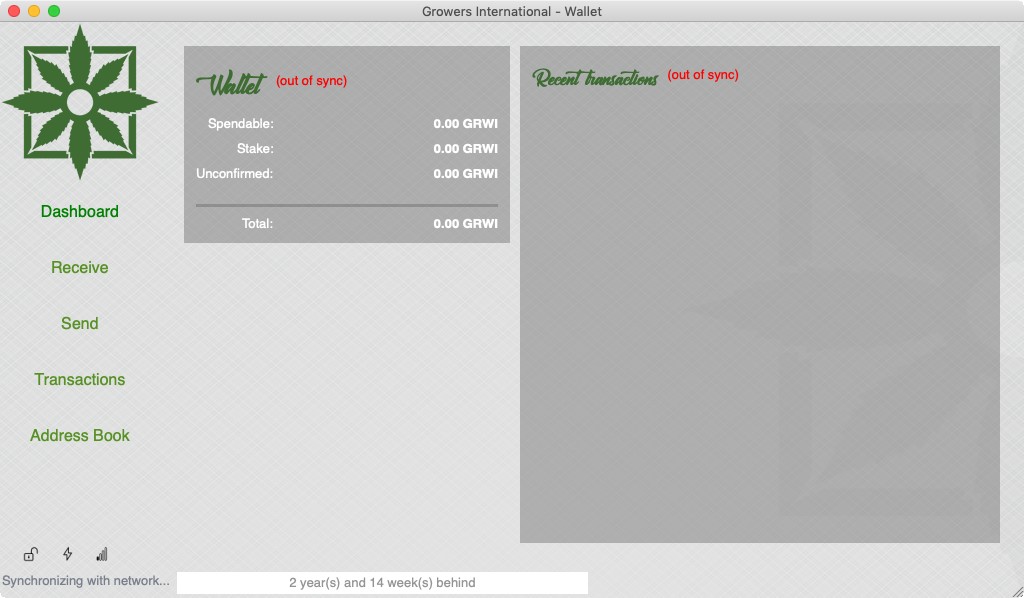 Growers International - Wallet
Wallet (out of sync)
Spendable: 0.00 GRWI
Stake: 0.00 GRWI
Unconfirmed: 0.00 GRWI
Total: 0.00 GRWI
Recent transactions (out of sync)
Dashboard
Receive
Send
Transactions
Address Book
Synchronizing with network... 2 year(s) and 14 week(s) behind